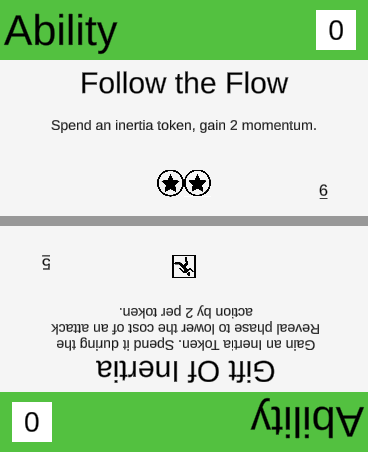 Ability 0
Follow the Flow
Spend an inertia token, gain 2 momentum.
9
Ability 0
Gift Of Inertia
Gain an Inertia Token. Spend it during the
Reveal phase to lower the cost of an attack
action by 2 per token.
5